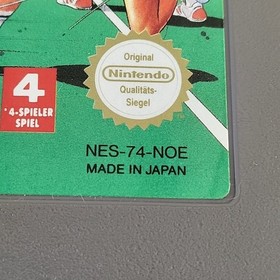 Original
Nintendo
Qualitäts-
Siegel
4
*4-SPIELER
SPIEL
NES-74-NOE
MADE IN JAPAN